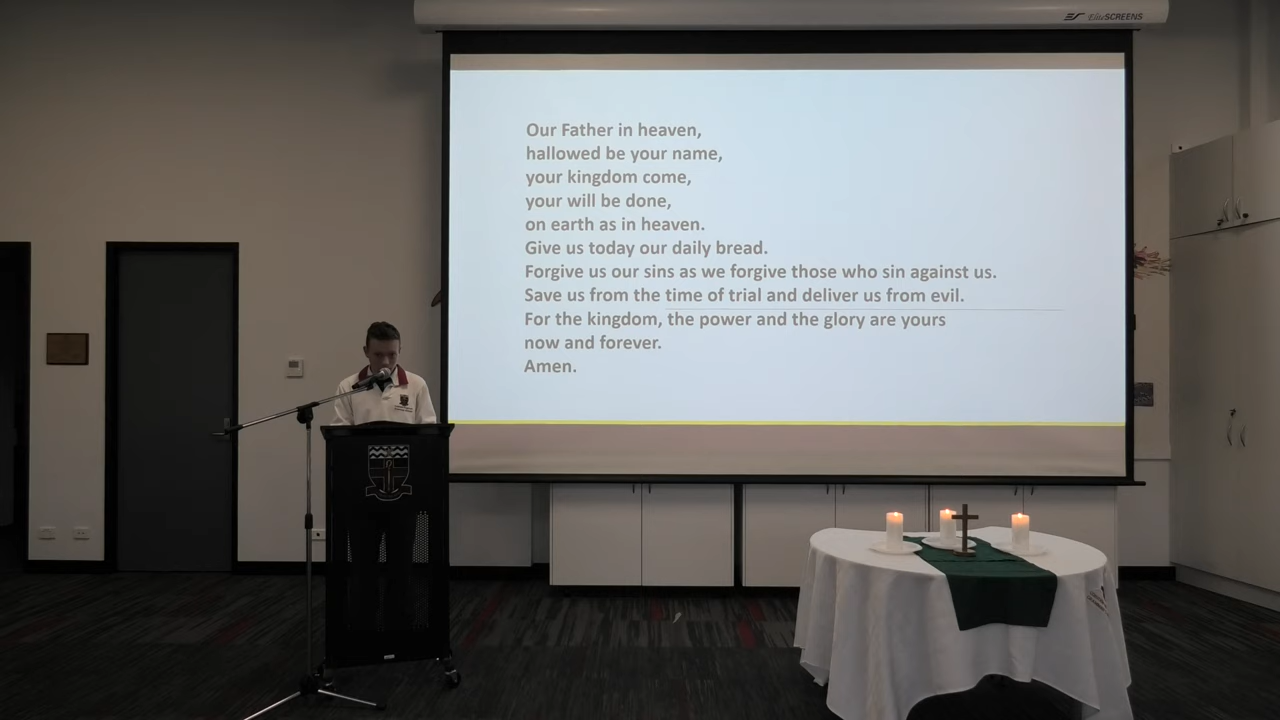 EliteSCREENS
Our Father in heaven,
hallowed be your name,
your kingdom come,
your will be done,
on earth as in heaven.
Give us today our daily bread.
Forgive us our sins as we forgive those who sin against us.
Save us from the time of trial and deliver us from evil.
For the kingdom, the power and the glory are yours
now and forever.
Amen.